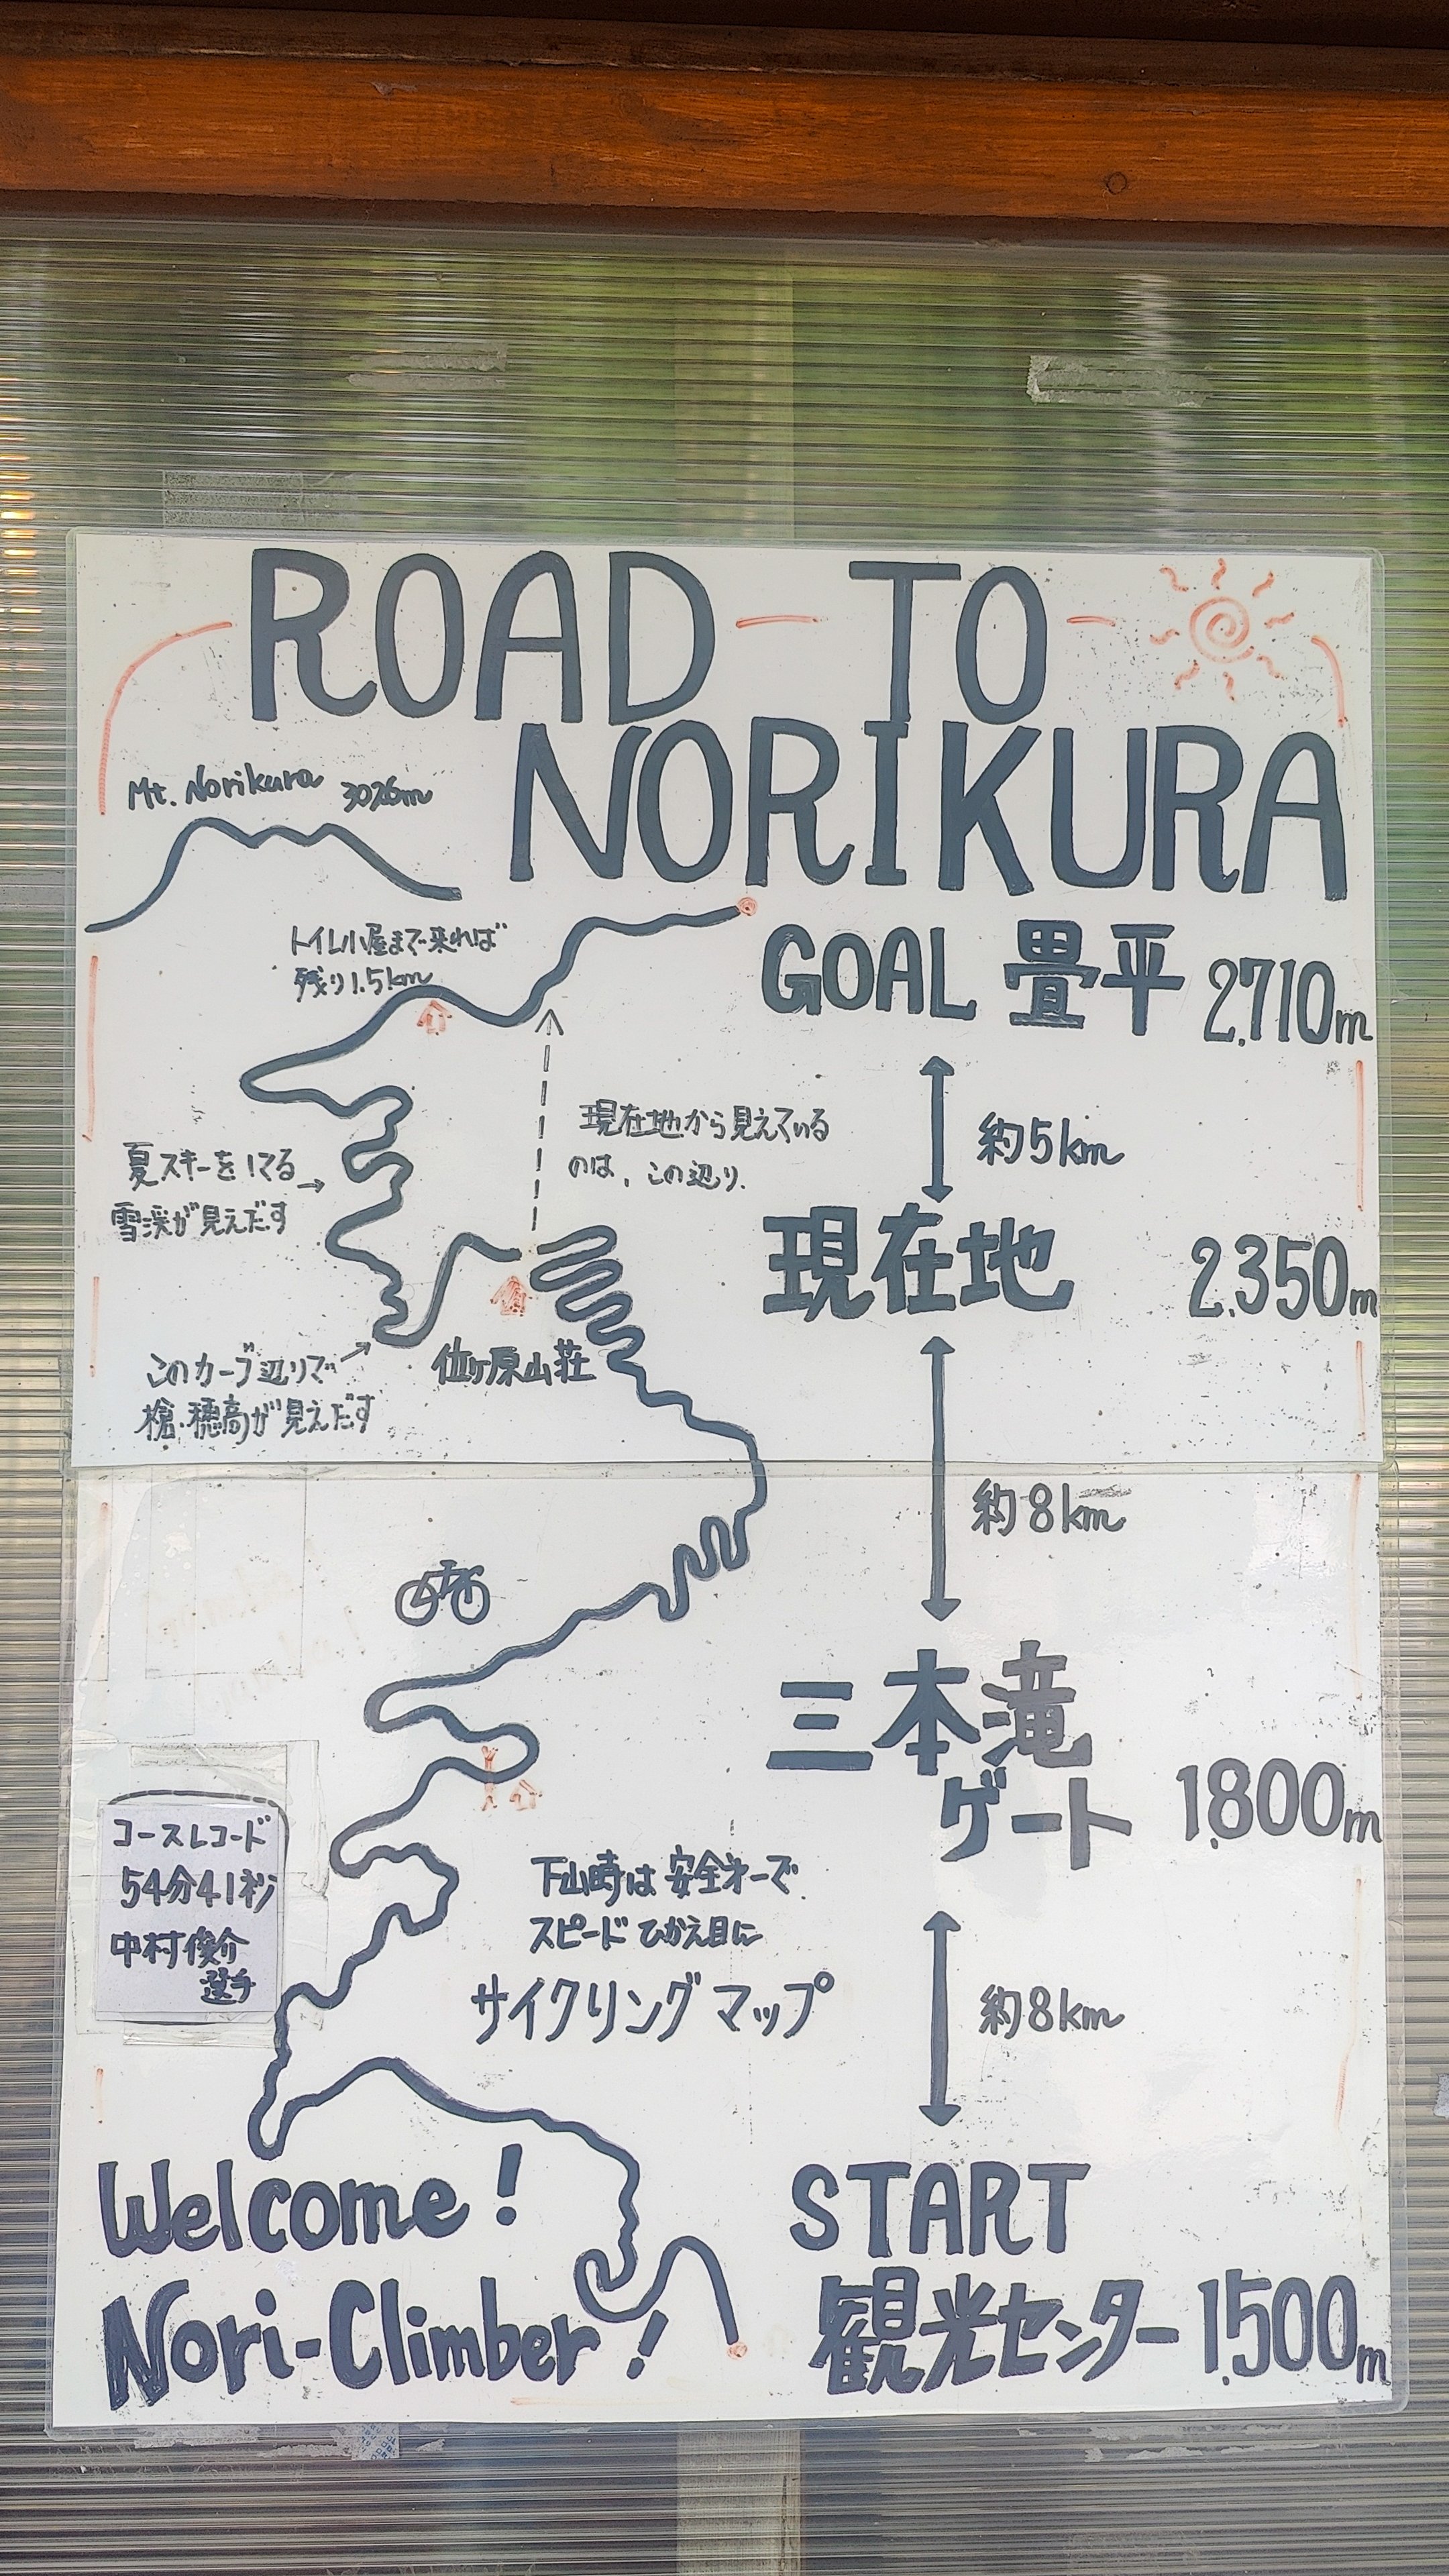 ROAD TO
NORIKURA
Mt. Norikura 3026m
GOAL 畳平 2,710m
トイレ小屋まで来れば
残り1.5km
約5km
現在地から見えている
のは、この辺り.
夏スキーをしてる
雪渓が見えだす
現在地 2,350m
位ヶ原山荘
このカーブ辺りで
槍・穂高が見えだす
約8km
三本滝
ゲート 1,800m
コースレコード
54分41秒
中村俊介
選手
下山時は安全オーで
スピードひかえ目に
サイクリングマップ
約8km
START
観光センター 1,500m
Welcome!
Nori-Climber!